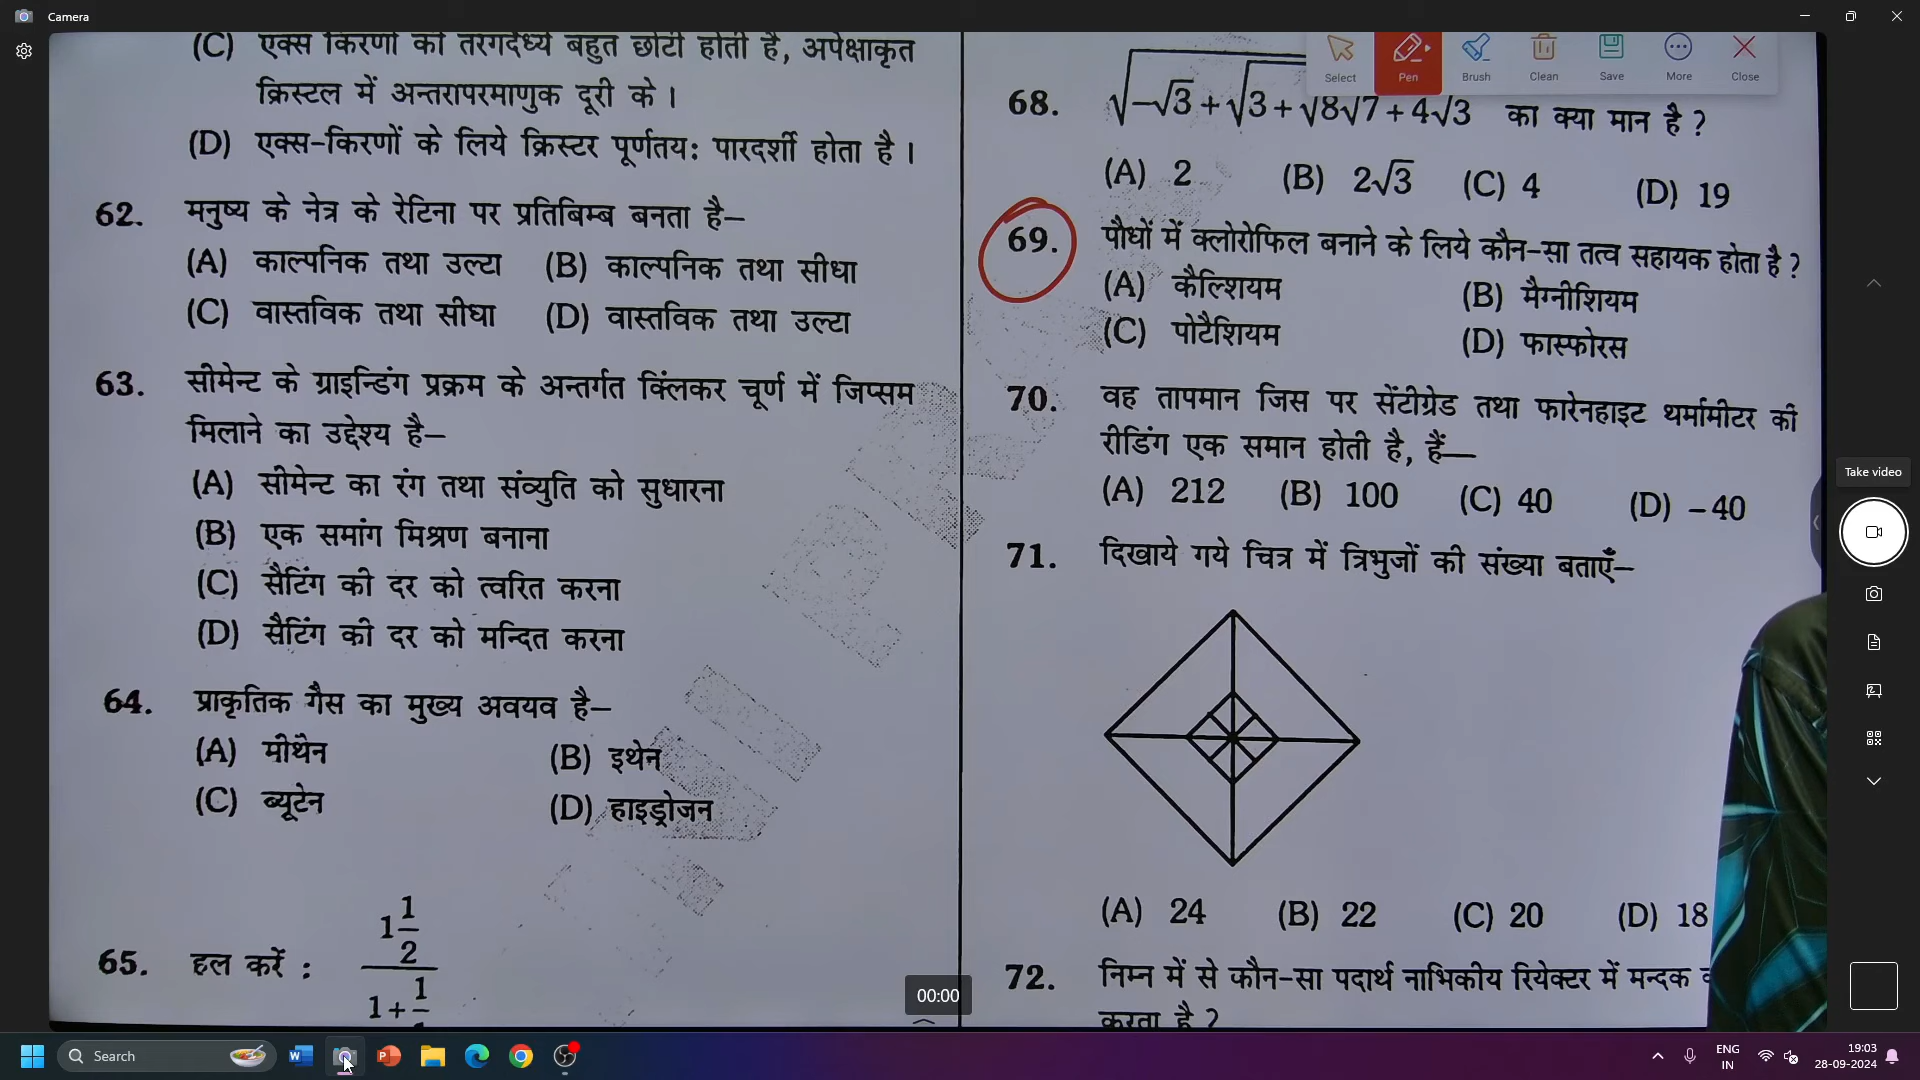 Camera
(C) एक्स किरणों की तरंगदैर्ध्य बहुत छोटी होती है, अपेक्षाकृत
क्रिस्टल में अन्तरापरमाणुक दूरी के ।
(D) एक्स-किरणों के लिये क्रिस्टर पूर्णतयः पारदर्शी होता है ।
62. मनुष्य के नेत्र के रेटिना पर प्रतिबिम्ब बनता है–
(A) काल्पनिक तथा उल्टा (B) काल्पनिक तथा सीधा
(C) वास्तविक तथा सीधा (D) वास्तविक तथा उल्टा
63. सीमेन्ट के ग्राइन्डिंग प्रक्रम के अन्तर्गत क्लिंकर चूर्ण में जिप्सम
मिलाने का उद्देश्य है–
(A) सीमेन्ट का रंग तथा संव्युति को सुधारना
(B) एक समांग मिश्रण बनाना
(C) सैटिंग की दर को त्वरित करना
(D) सैटिंग की दर को मन्दित करना
64. प्राकृतिक गैस का मुख्य अवयव है–
(A) मीथेन (B) इथेन
(C) ब्यूटेन (D) हाइड्रोजन
65. हल करें : 1 1/2
1 + 1
Select Pen Brush Clean Save More Close
68. √-√3 + √3 + √8√7 + 4√3 का क्या मान है ?
(A) 2 (B) 2√3 (C) 4 (D) 19
69. पौधों में क्लोरोफिल बनाने के लिये कौन-सा तत्व सहायक होता है ?
(A) कैल्शियम (B) मैग्नीशियम
(C) पोटैशियम (D) फास्फोरस
70. वह तापमान जिस पर सेंटीग्रेड तथा फारेनहाइट थर्मामीटर की
रीडिंग एक समान होती है, हैं—
(A) 212 (B) 100 (C) 40 (D) –40
71. दिखाये गये चित्र में त्रिभुजों की संख्या बताएँ–
(A) 24 (B) 22 (C) 20 (D) 18
72. निम्न में से कौन-सा पदार्थ नाभिकीय रियेक्टर में मन्दक
करता है ?
Take video
00:00
Search
ENG
IN
19:03
28-09-2024